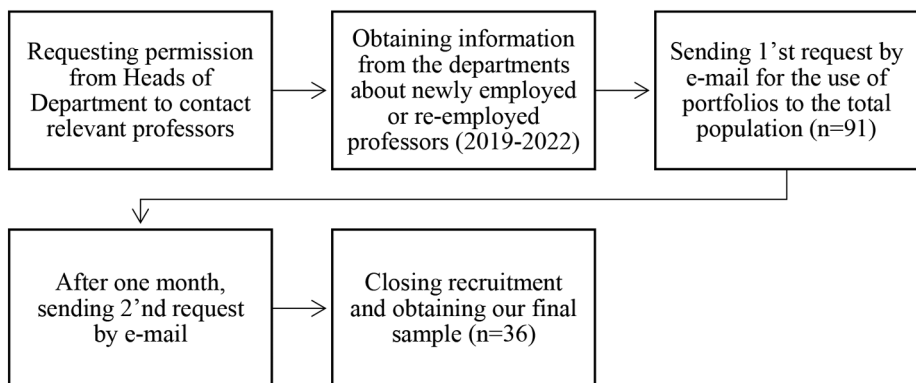 Requesting permission
from Heads of
Department to contact
relevant professors
Obtaining information
from the departments
about newly employed
or re-employed
professors (2019-2022)
Sending 1’st request by
e-mail for the use of
portfolios to the total
population (n=91)
After one month,
sending 2’nd request
by e-mail
Closing recruitment
and obtaining our final
sample (n=36)